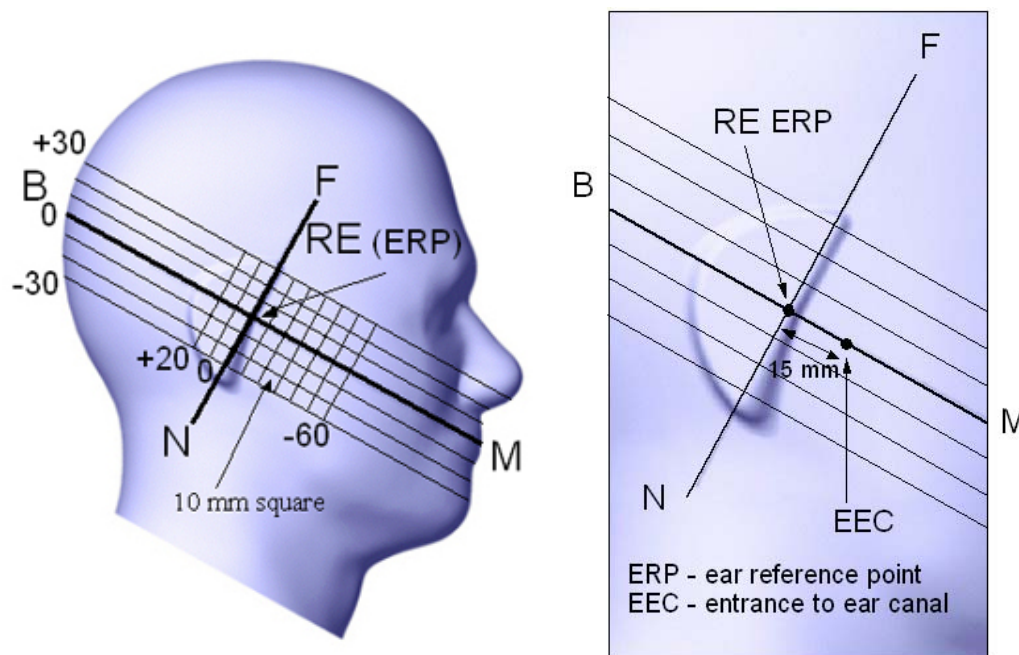 +30
B
0
-30
F
RE (ERP)
+20
0
N
-60
M
10 mm square
F
RE ERP
B
15 mm
M
N
EEC
ERP - ear reference point
EEC - entrance to ear canal